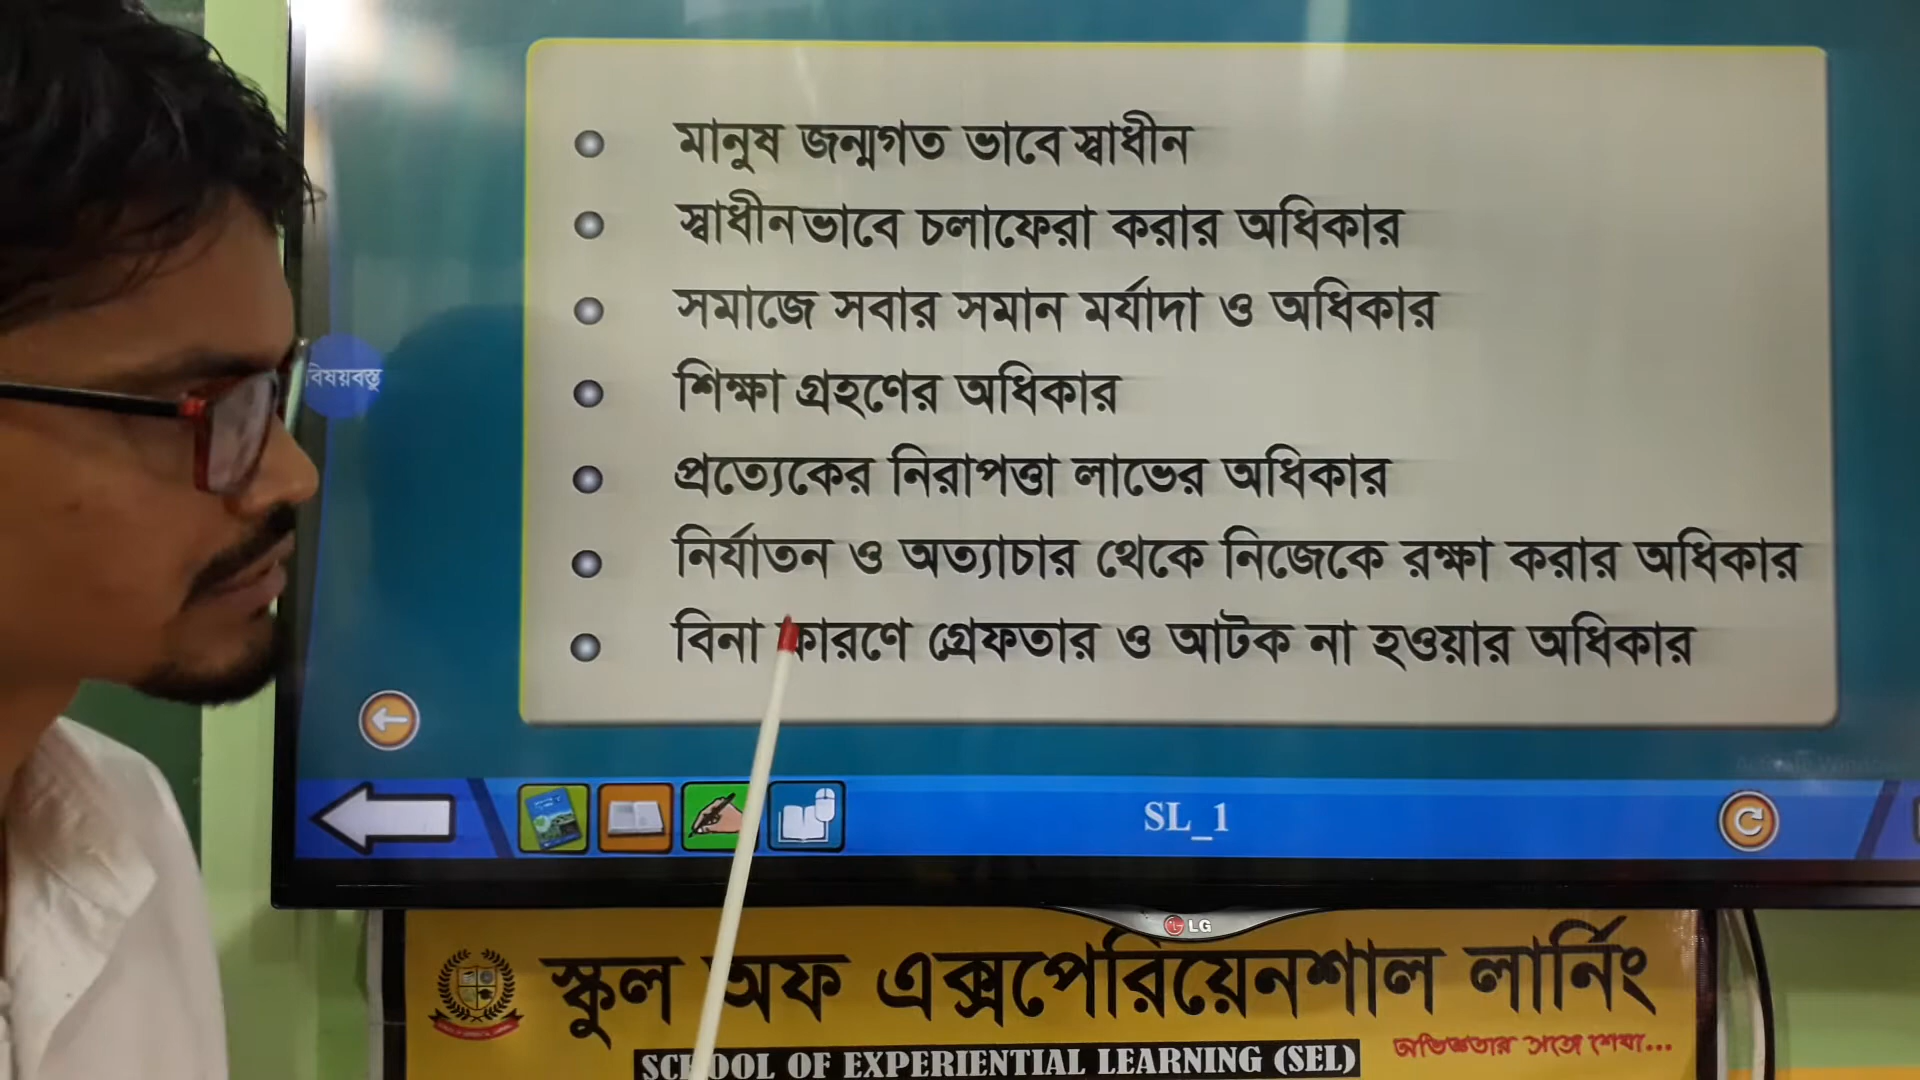 মানুষ জন্মগত ভাবে স্বাধীন
স্বাধীনভাবে চলাফেরা করার অধিকার
সমাজে সবার সমান মর্যাদা ও অধিকার
বিষয়বস্তু
শিক্ষা গ্রহণের অধিকার
প্রত্যেকের নিরাপত্তা লাভের অধিকার
নির্যাতন ও অত্যাচার থেকে নিজেকে রক্ষা করার অধিকার
বিনা কারণে গ্রেফতার ও আটক না হওয়ার অধিকার
SL_1
LG
স্কুল অফ এক্সপেরিয়েনশাল লার্নিং
অভিজ্ঞতার সঙ্গে শেখা...
SCHOOL OF EXPERIENTIAL LEARNING (SEL)